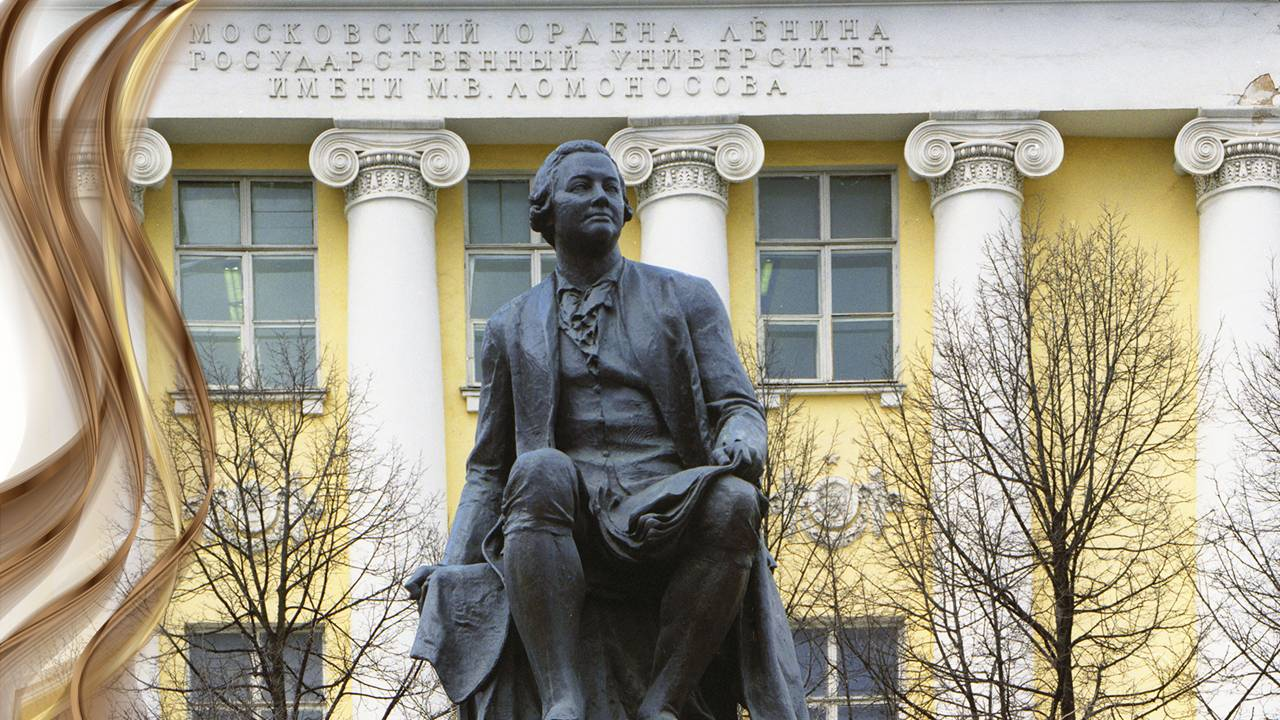 МОСКОВСКИЙ ОРДЕНА ЛЕНИНА
ГОСУДАРСТВЕННЫЙ УНИВЕРСИТЕТ
ИМЕНИ М.В. ЛОМОНОСОВА